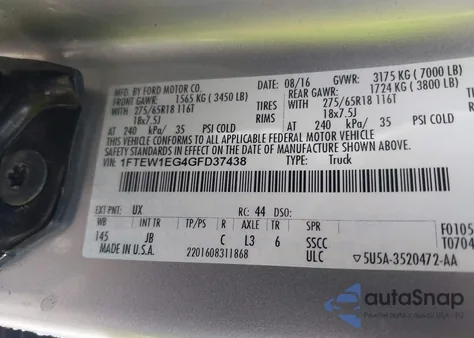 MFD. BY FORD MOTOR CO. DATE: 08/16 GVWR: 3175 KG (7000 LB)
FRONT GAWR: 1565 KG (3450 LB) REAR GAWR: 1724 KG (3800 LB)
WITH 275/65R18 116T TIRES WITH 275/65R18 116T TIRES
18x7.5J RIMS 18x7.5J RIMS
AT 240 kPa/ 35 PSI COLD AT 240 kPa/ 35 PSI COLD
THIS VEHICLE CONFORMS TO ALL APPLICABLE FEDERAL MOTOR VEHICLE
SAFETY STANDARDS IN EFFECT ON THE DATE OF MANUFACTURE SHOWN ABOVE.
VIN: 1FTEW1EG4GFD37438 TYPE: Truck
EXT PNT: UX RC: 44 DSO: F0105
WB INT TR TP/PS R AXLE TR SPR T0704
145 JB C L3 6 SSCC
MADE IN U.S.A. 2201608311868 ULC ▽5U5A-3520472-AA
autoSnap